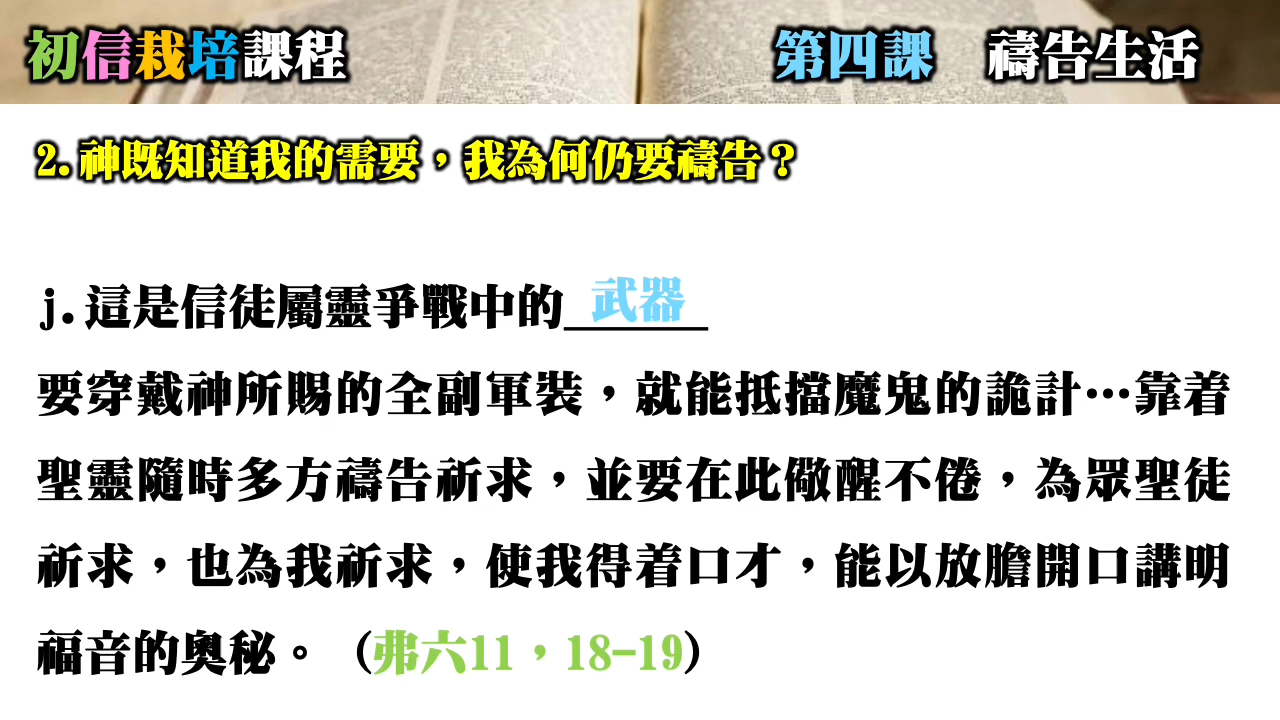 初信栽培課程 第四課 禱告生活
2.神既知道我的需要，我為何仍要禱告？
j.這是信徒屬靈爭戰中的 武器
要穿戴神所賜的全副軍裝，就能抵擋魔鬼的詭計…靠着
聖靈隨時多方禱告祈求，並要在此儆醒不倦，為眾聖徒
祈求，也為我祈求，使我得着口才，能以放膽開口講明
福音的奧秘。 (弗六11，18-19)